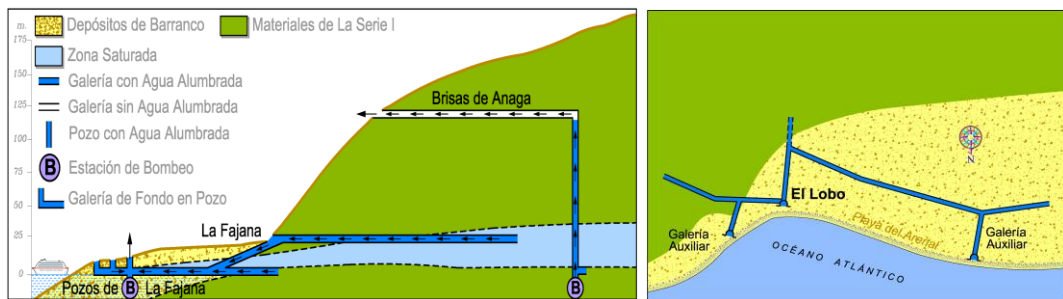 m.
175
150
125
100
75
50
25
0
Depósitos de Barranco
Materiales de La Serie I
Zona Saturada
Galería con Agua Alumbrada
Galería sin Agua Alumbrada
Pozo con Agua Alumbrada
B
Estación de Bombeo
Galería de Fondo en Pozo
Brisas de Anaga
La Fajana
Pozos de
B
La Fajana
B
N
El Lobo
Galería
Auxiliar
Playa del Arenal
Galería
Auxiliar
OCÉANO ATLÁNTICO